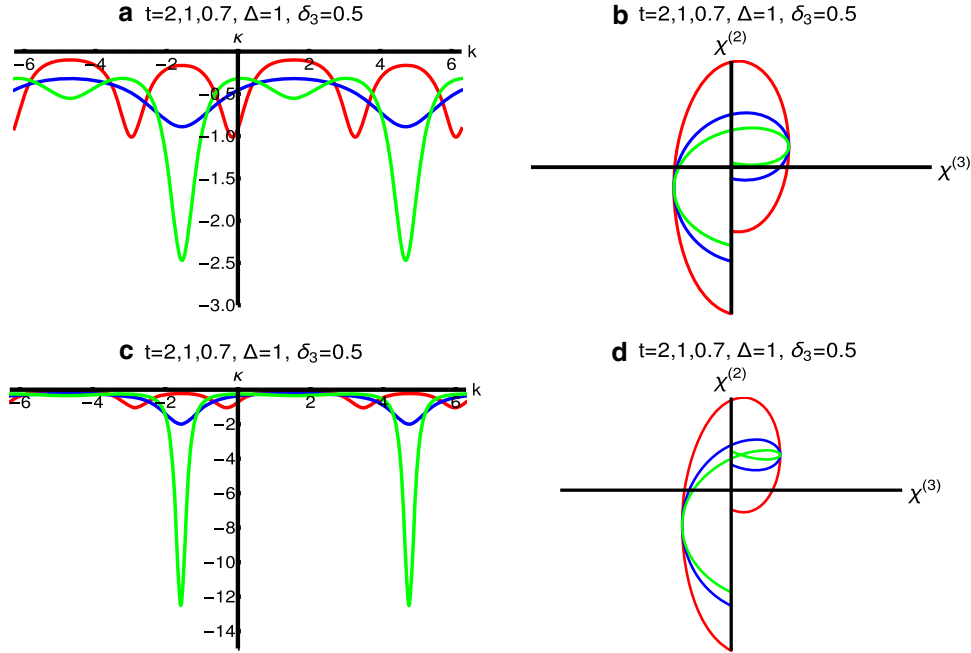 a t=2,1,0.7, Δ=1, δ₃=0.5
κ
k
−6 −4 −2 0 2 4 6
−0.5
−1.0
−1.5
−2.0
−2.5
−3.0
b t=2,1,0.7, Δ=1, δ₃=0.5
χ⁽²⁾
χ⁽³⁾
c t=2,1,0.7, Δ=1, δ₃=0.5
κ
k
−6 −4 −2 0 2 4 6
−2
−4
−6
−8
−10
−12
−14
d t=2,1,0.7, Δ=1, δ₃=0.5
χ⁽²⁾
χ⁽³⁾